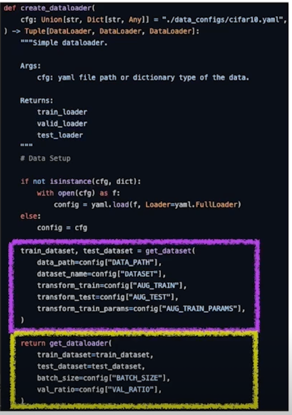 def create_dataloader(
    cfg: Union[str, Dict[str, Any]] = "./data_configs/cifar10.yaml",
) -> Tuple[DataLoader, DataLoader, DataLoader]:
    """Simple dataloader.
    Args:
        cfg: yaml file path or dictionary type of the data.
    Returns:
        train_loader
        valid_loader
        test_loader
    """
    # Data Setup
    if not isinstance(cfg, dict):
        with open(cfg) as f:
            config = yaml.load(f, Loader=yaml.FullLoader)
    else:
        config = cfg
    train_dataset, test_dataset = get_dataset(
        data_path=config["DATA_PATH"],
        dataset_name=config["DATASET"],
        transform_train=config["AUG_TRAIN"],
        transform_test=config["AUG_TEST"],
        transform_train_params=config["AUG_TRAIN_PARAMS"],
    )
    return get_dataloader(
        train_dataset=train_dataset,
        test_dataset=test_dataset,
        batch_size=config["BATCH_SIZE"],
        val_ratio=config["VAL_RATIO"],
    )